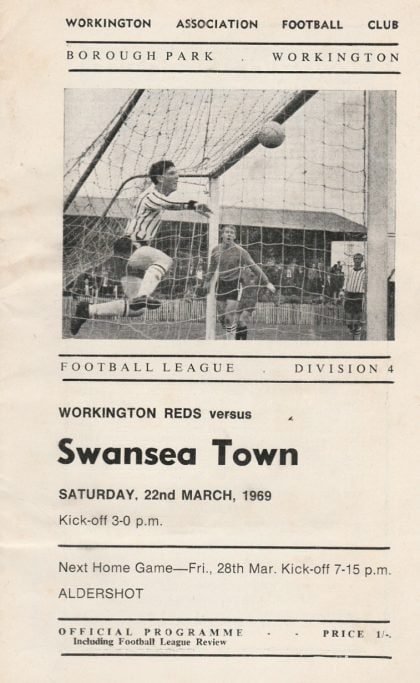 WORKINGTON ASSOCIATION FOOTBALL CLUB
BOROUGH PARK . WORKINGTON
FOOTBALL LEAGUE . DIVISION 4
WORKINGTON REDS versus
Swansea Town
SATURDAY, 22nd MARCH, 1969
Kick-off 3-0 p.m.
Next Home Game—Fri., 28th Mar. Kick-off 7-15 p.m.
ALDERSHOT
OFFICIAL PROGRAMME - - PRICE 1/-.
Including Football League Review